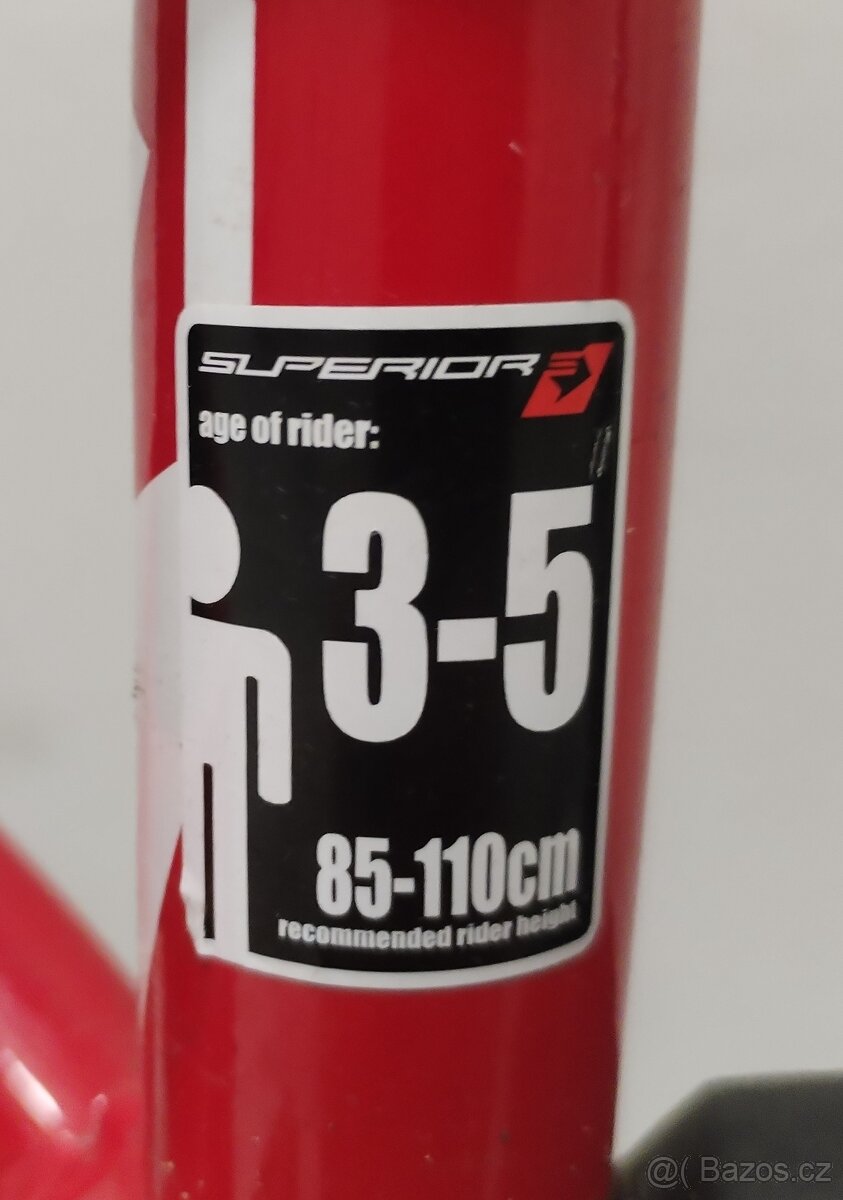 SUPERIOR
age of rider:
3-5
85-110cm
recommended rider height
@( Bazos.cz